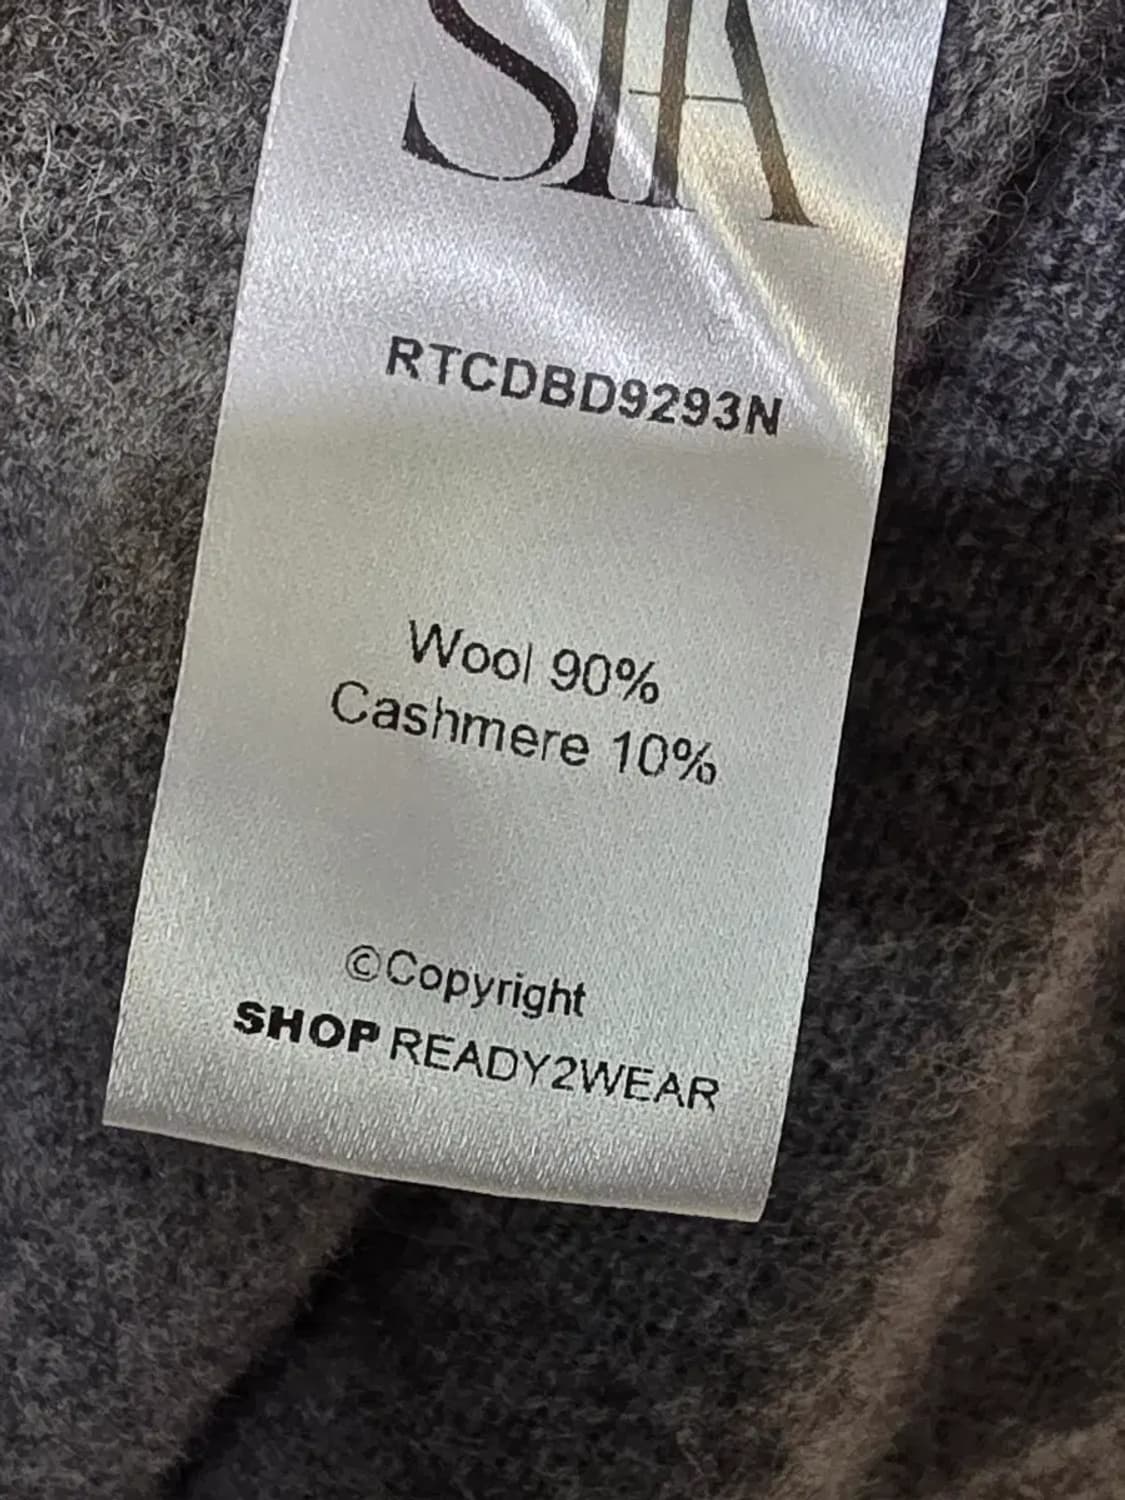 RTCDBD9293N
Wool 90%
Cashmere 10%
©Copyright
SHOP READY2WEAR